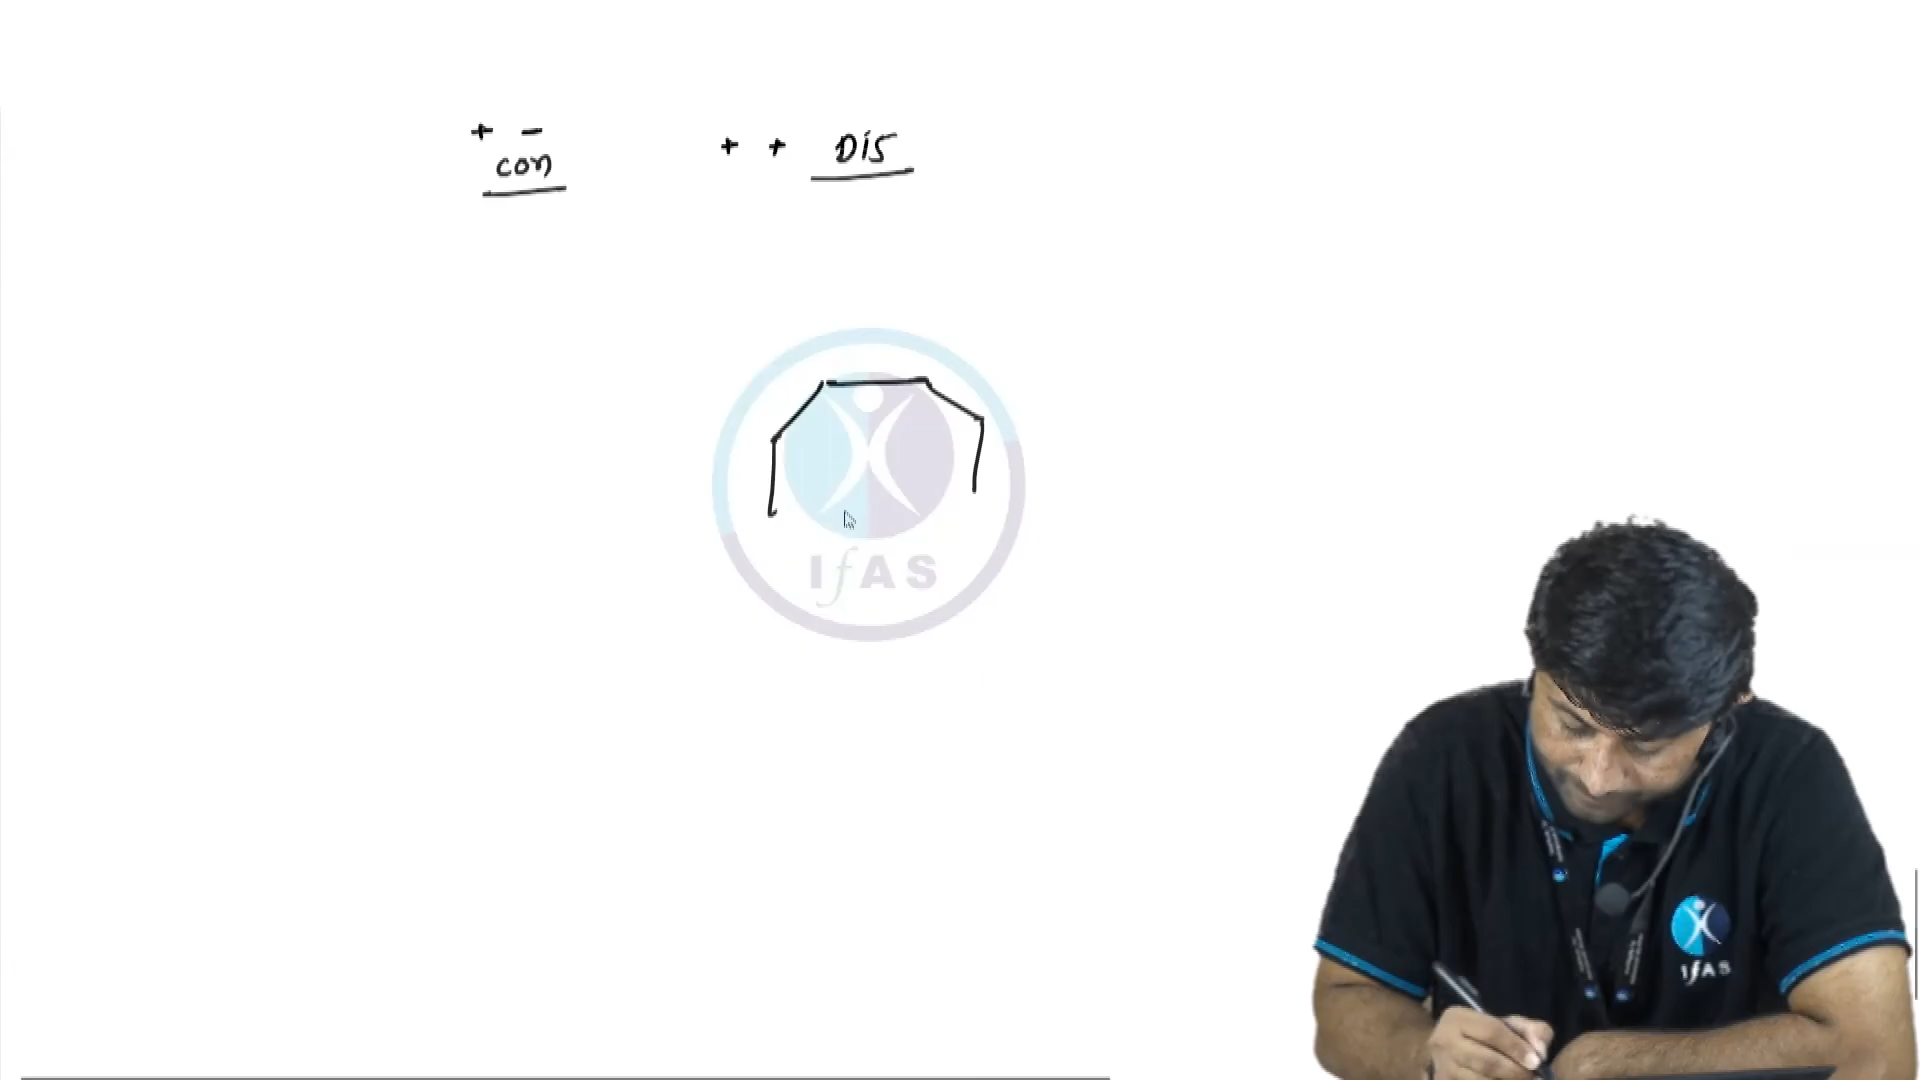 + -
con
+ + Dis
IfAS
IfAS